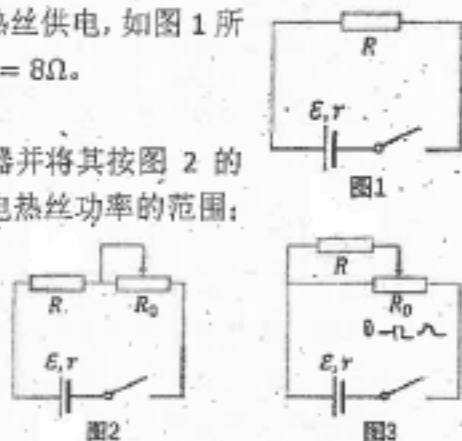 热丝供电,如图 1 所
= 8Ω。
器并将其按图 2 的
电热丝功率的范围;
R
ε,r
图1
R
R₀
ε,r
图2
R
R₀
ε,r
图3